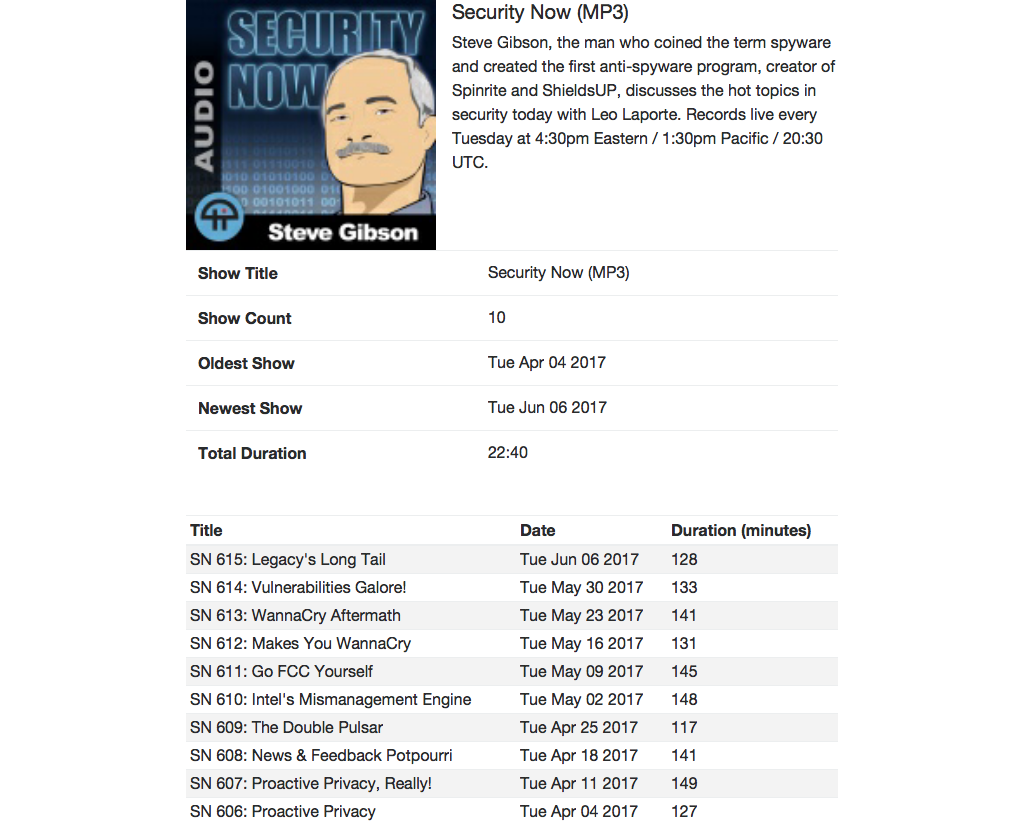 SECURITY
NOW
AUDIO
Steve Gibson
Security Now (MP3)
Steve Gibson, the man who coined the term spyware
and created the first anti-spyware program, creator of
Spinrite and ShieldsUP, discusses the hot topics in
security today with Leo Laporte. Records live every
Tuesday at 4:30pm Eastern / 1:30pm Pacific / 20:30
UTC.
Show Title Security Now (MP3)
Show Count 10
Oldest Show Tue Apr 04 2017
Newest Show Tue Jun 06 2017
Total Duration 22:40
Title Date Duration (minutes)
SN 615: Legacy's Long Tail Tue Jun 06 2017 128
SN 614: Vulnerabilities Galore! Tue May 30 2017 133
SN 613: WannaCry Aftermath Tue May 23 2017 141
SN 612: Makes You WannaCry Tue May 16 2017 131
SN 611: Go FCC Yourself Tue May 09 2017 145
SN 610: Intel's Mismanagement Engine Tue May 02 2017 148
SN 609: The Double Pulsar Tue Apr 25 2017 117
SN 608: News & Feedback Potpourri Tue Apr 18 2017 141
SN 607: Proactive Privacy, Really! Tue Apr 11 2017 149
SN 606: Proactive Privacy Tue Apr 04 2017 127